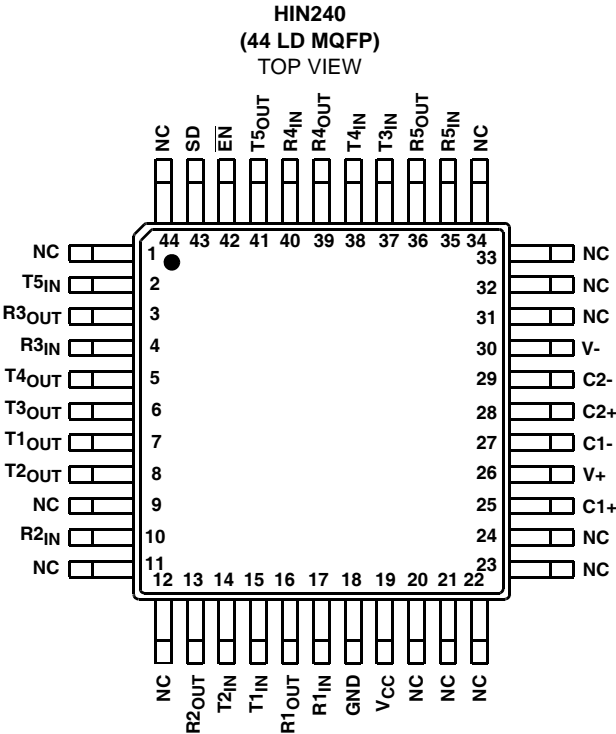 HIN240
(44 LD MQFP)
TOP VIEW
NC SD EN T5OUT R4IN R4OUT T4IN T3IN R5OUT R5IN NC
44 43 42 41 40 39 38 37 36 35 34
NC 1 33 NC
T5IN 2 32 NC
R3OUT 3 31 NC
R3IN 4 30 V-
T4OUT 5 29 C2-
T3OUT 6 28 C2+
T1OUT 7 27 C1-
T2OUT 8 26 V+
NC 9 25 C1+
R2IN 10 24 NC
NC 11 23 NC
12 13 14 15 16 17 18 19 20 21 22
NC R2OUT T2IN T1IN R1OUT R1IN GND VCC NC NC NC